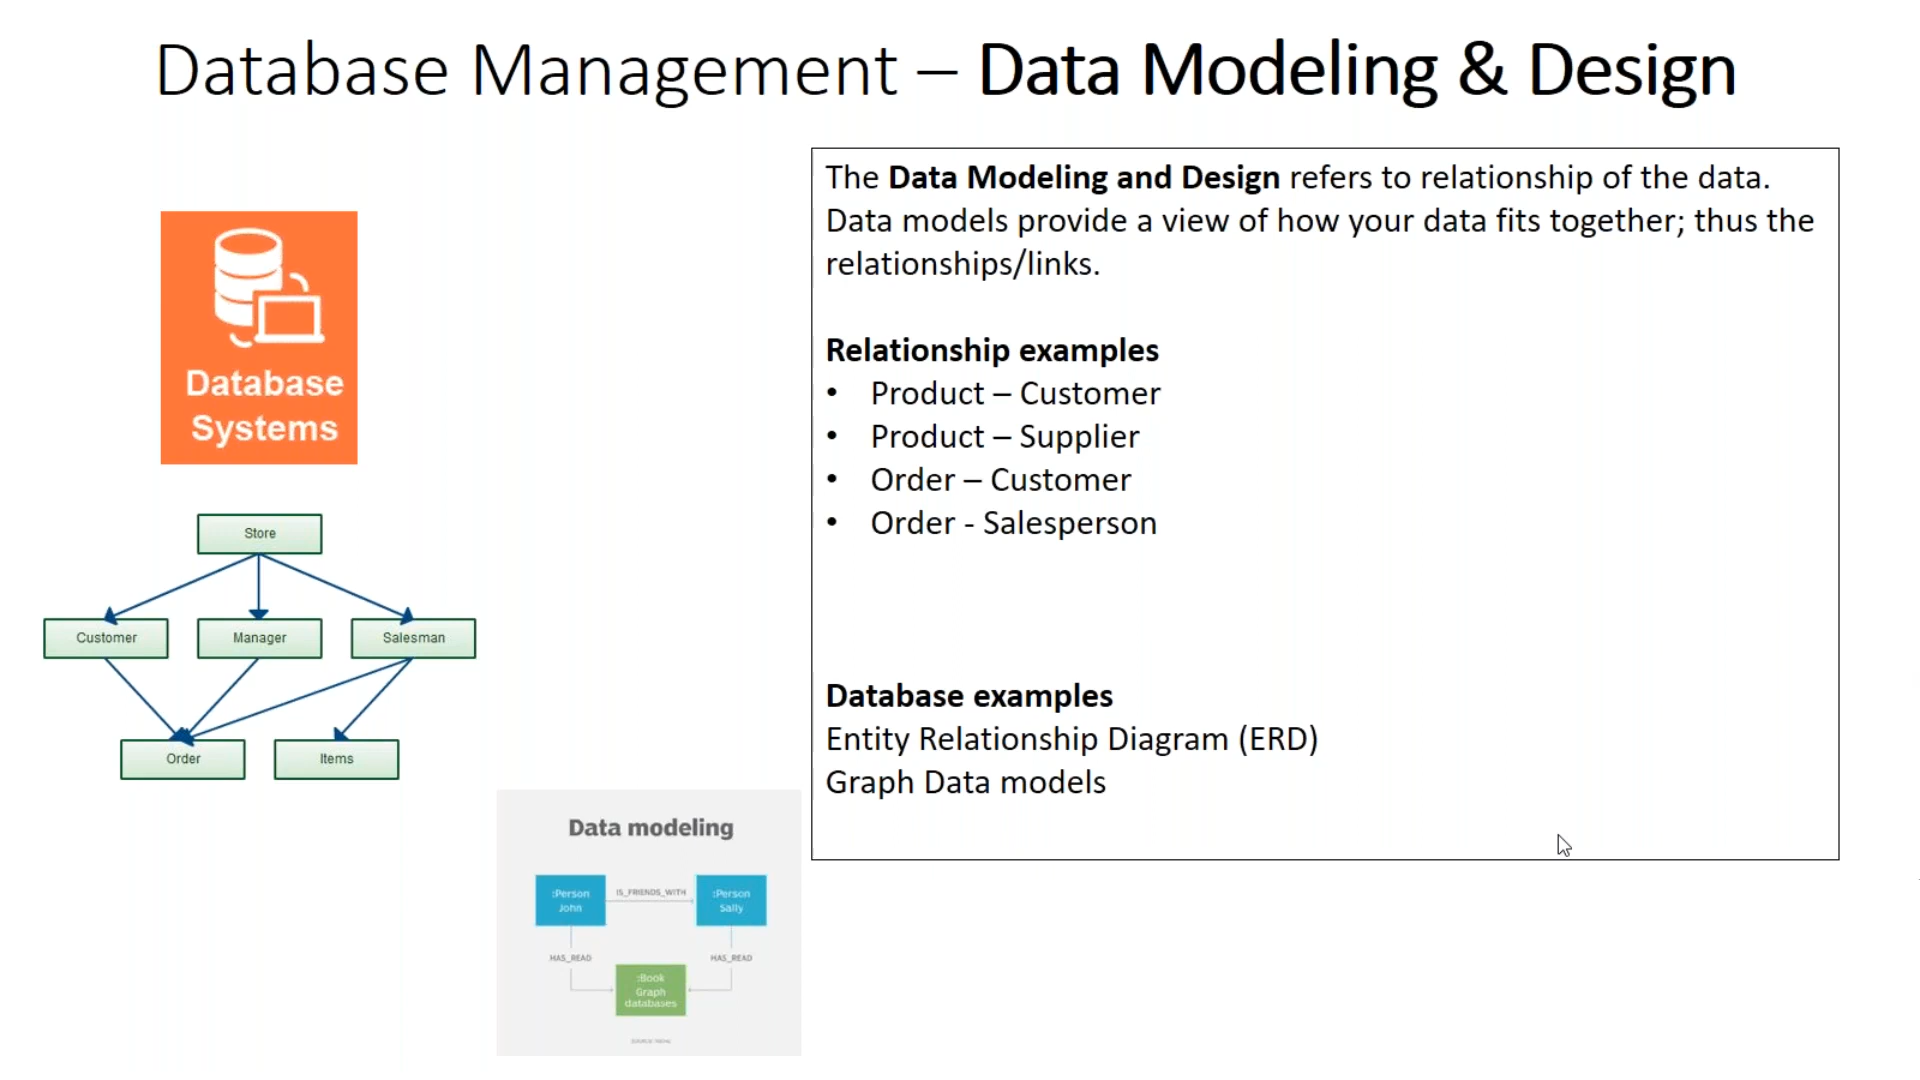 Database Management – Data Modeling & Design
Database
Systems
Store
Customer
Manager
Salesman
Order
Items
Data modeling
:Person
John
IS_FRIENDS_WITH
:Person
Sally
HAS_READ
HAS_READ
:Book
Graph
databases
The Data Modeling and Design refers to relationship of the data.
Data models provide a view of how your data fits together; thus the
relationships/links.
Relationship examples
• Product – Customer
• Product – Supplier
• Order – Customer
• Order - Salesperson
Database examples
Entity Relationship Diagram (ERD)
Graph Data models